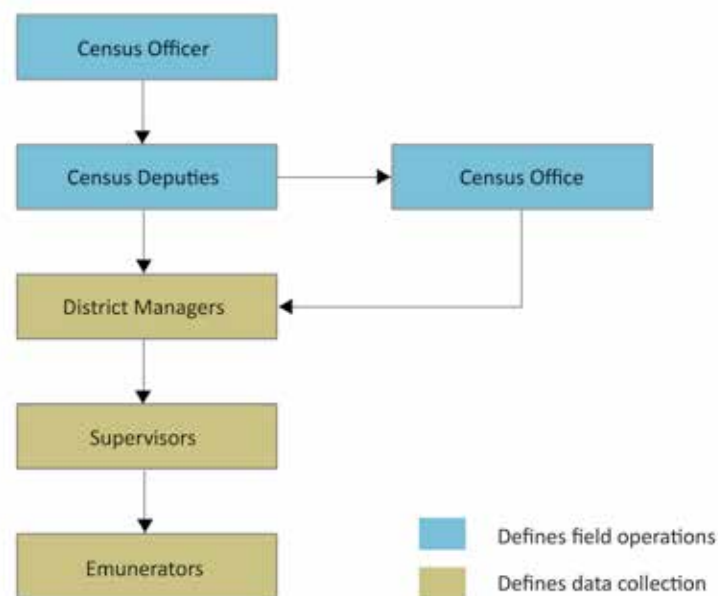 Census Officer
Census Deputies
Census Office
District Managers
Supervisors
Emunerators
Defines field operations
Defines data collection